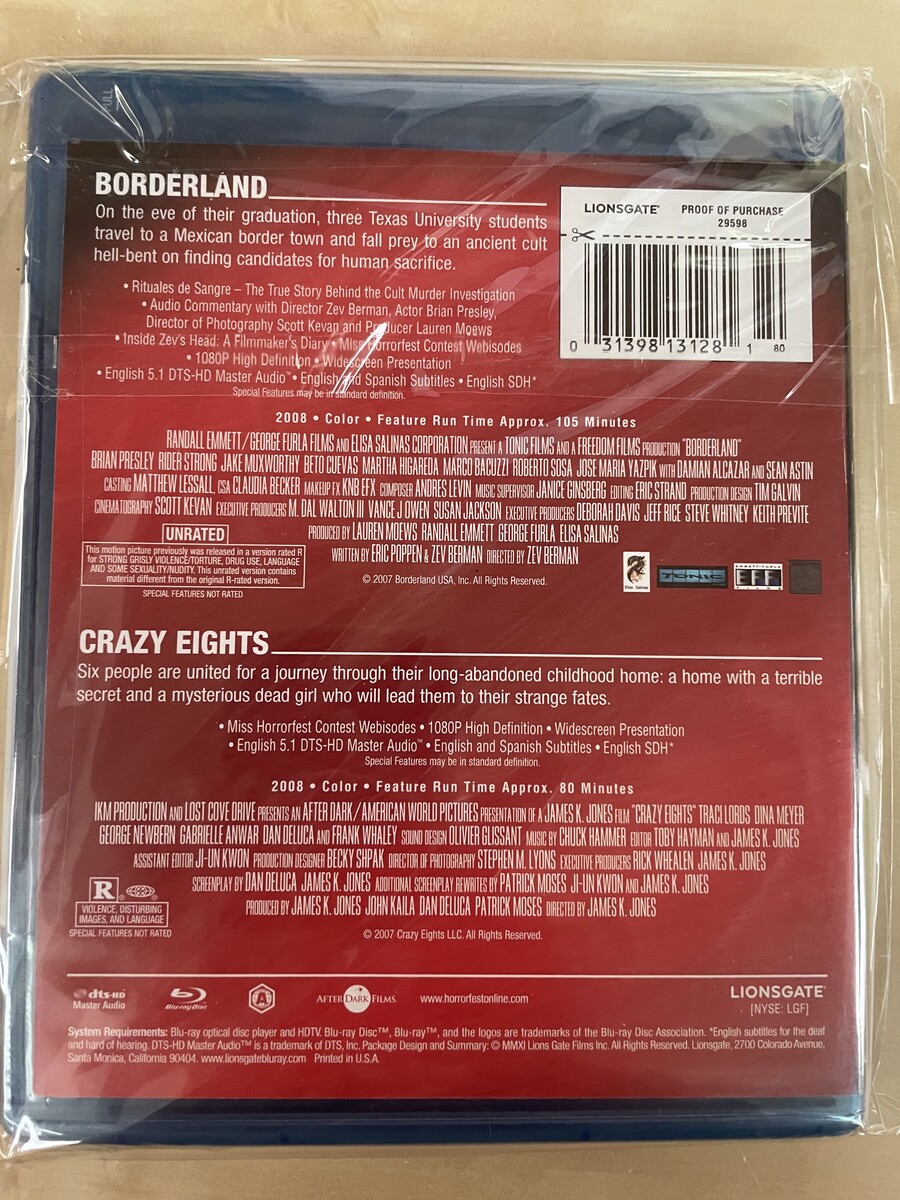 PULL
BORDERLAND
On the eve of their graduation, three Texas University students
travel to a Mexican border town and fall prey to an ancient cult
hell-bent on finding candidates for human sacrifice.
• Rituales de Sangre – The True Story Behind the Cult Murder Investigation
• Audio Commentary with Director Zev Berman, Actor Brian Presley,
Director of Photography Scott Kevan and Producer Lauren Moews
• Inside Zev's Head: A Filmmaker's Diary • Miss Horrorfest Contest Webisodes
• 1080P High Definition • Widescreen Presentation
• English 5.1 DTS-HD Master Audio™ • English and Spanish Subtitles • English SDH*
Special Features may be in standard definition.
LIONSGATE® PROOF OF PURCHASE
29598
0 31398 13128 1 80
2008 • Color • Feature Run Time Approx. 105 Minutes
RANDALL EMMETT/GEORGE FURLA FILMS AND ELISA SALINAS CORPORATION PRESENT A TONIC FILMS AND A FREEDOM FILMS PRODUCTION "BORDERLAND"
BRIAN PRESLEY RIDER STRONG JAKE MUXWORTHY BETO CUEVAS MARTHA HIGAREDA MARCO BACUZZI ROBERTO SOSA JOSE MARIA YAZPIK WITH DAMIAN ALCAZAR AND SEAN ASTIN
CASTING MATTHEW LESSALL, CSA CLAUDIA BECKER MAKEUP FX KNB EFX COMPOSER ANDRES LEVIN MUSIC SUPERVISOR JANICE GINSBERG EDITING ERIC STRAND PRODUCTION DESIGN TIM GALVIN
CINEMATOGRAPHY SCOTT KEVAN EXECUTIVE PRODUCERS M. DAL WALTON III VANCE J OWEN SUSAN JACKSON EXECUTIVE PRODUCERS DEBORAH DAVIS JEFF RICE STEVE WHITNEY KEITH PREVITE
PRODUCED BY LAUREN MOEWS RANDALL EMMETT GEORGE FURLA ELISA SALINAS
WRITTEN BY ERIC POPPEN & ZEV BERMAN DIRECTED BY ZEV BERMAN
UNRATED
This motion picture previously was released in a version rated R
for STRONG GRISLY VIOLENCE/TORTURE, DRUG USE, LANGUAGE
AND SOME SEXUALITY/NUDITY. This unrated version contains
material different from the original R-rated version.
SPECIAL FEATURES NOT RATED
© 2007 Borderland USA, Inc. All Rights Reserved.
Elisa Salinas
TONIC
EMMETT/FURLA
EFF
FILMS
CRAZY EIGHTS
Six people are united for a journey through their long-abandoned childhood home: a home with a terrible
secret and a mysterious dead girl who will lead them to their strange fates.
• Miss Horrorfest Contest Webisodes • 1080P High Definition • Widescreen Presentation
• English 5.1 DTS-HD Master Audio™ • English and Spanish Subtitles • English SDH*
Special Features may be in standard definition.
2008 • Color • Feature Run Time Approx. 80 Minutes
IKM PRODUCTION AND LOST COVE DRIVE PRESENTS AN AFTER DARK/AMERICAN WORLD PICTURES PRESENTATION OF A JAMES K. JONES FILM "CRAZY EIGHTS" TRACI LORDS DINA MEYER
GEORGE NEWBERN GABRIELLE ANWAR DAN DELUCA AND FRANK WHALEY SOUND DESIGN OLIVIER GLISSANT MUSIC BY CHUCK HAMMER EDITOR TOBY HAYMAN AND JAMES K. JONES
ASSISTANT EDITOR JI-UN KWON PRODUCTION DESIGNER BECKY SHPAK DIRECTOR OF PHOTOGRAPHY STEPHEN M. LYONS EXECUTIVE PRODUCERS RICK WHEALEN JAMES K. JONES
SCREENPLAY BY DAN DELUCA JAMES K. JONES ADDITIONAL SCREENPLAY REWRITES BY PATRICK MOSES JI-UN KWON AND JAMES K. JONES
PRODUCED BY JAMES K. JONES JOHN KAILA DAN DELUCA PATRICK MOSES DIRECTED BY JAMES K. JONES
R
VIOLENCE, DISTURBING
IMAGES, AND LANGUAGE
SPECIAL FEATURES NOT RATED
© 2007 Crazy Eights LLC. All Rights Reserved.
dts-HD
Master Audio
Blu-ray Disc
A
AFTER DARK FILMS
www.horrorfestonline.com
LIONSGATE®
[NYSE: LGF]
System Requirements: Blu-ray optical disc player and HDTV. Blu-ray Disc™, Blu-ray™, and the logos are trademarks of the Blu-ray Disc Association. *English subtitles for the deaf
and hard of hearing. DTS-HD Master Audio™ is a trademark of DTS, Inc. Package Design and Summary: © MMXI Lions Gate Films Inc. All Rights Reserved. Lionsgate, 2700 Colorado Avenue,
Santa Monica, California 90404. www.lionsgatebluray.com Printed in U.S.A.